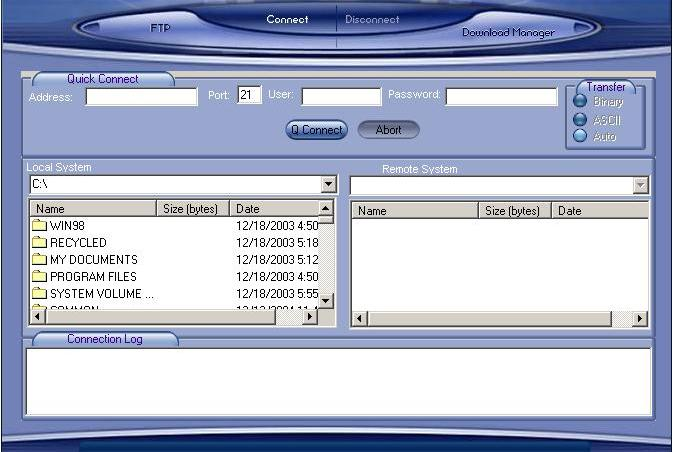 FTP Connect Disconnect Download Manager
Quick Connect
Transfer
Address: Port: 21 User: Password:
Binary
ASCII
Auto
Q Connect Abort
Local System Remote System
C:\
Name Size (bytes) Date Name Size (bytes) Date
WIN98 12/18/2003 4:50
RECYCLED 12/18/2003 5:18
MY DOCUMENTS 12/18/2003 5:12
PROGRAM FILES 12/18/2003 4:50
SYSTEM VOLUME ... 12/18/2003 5:55
COMMON
Connection Log